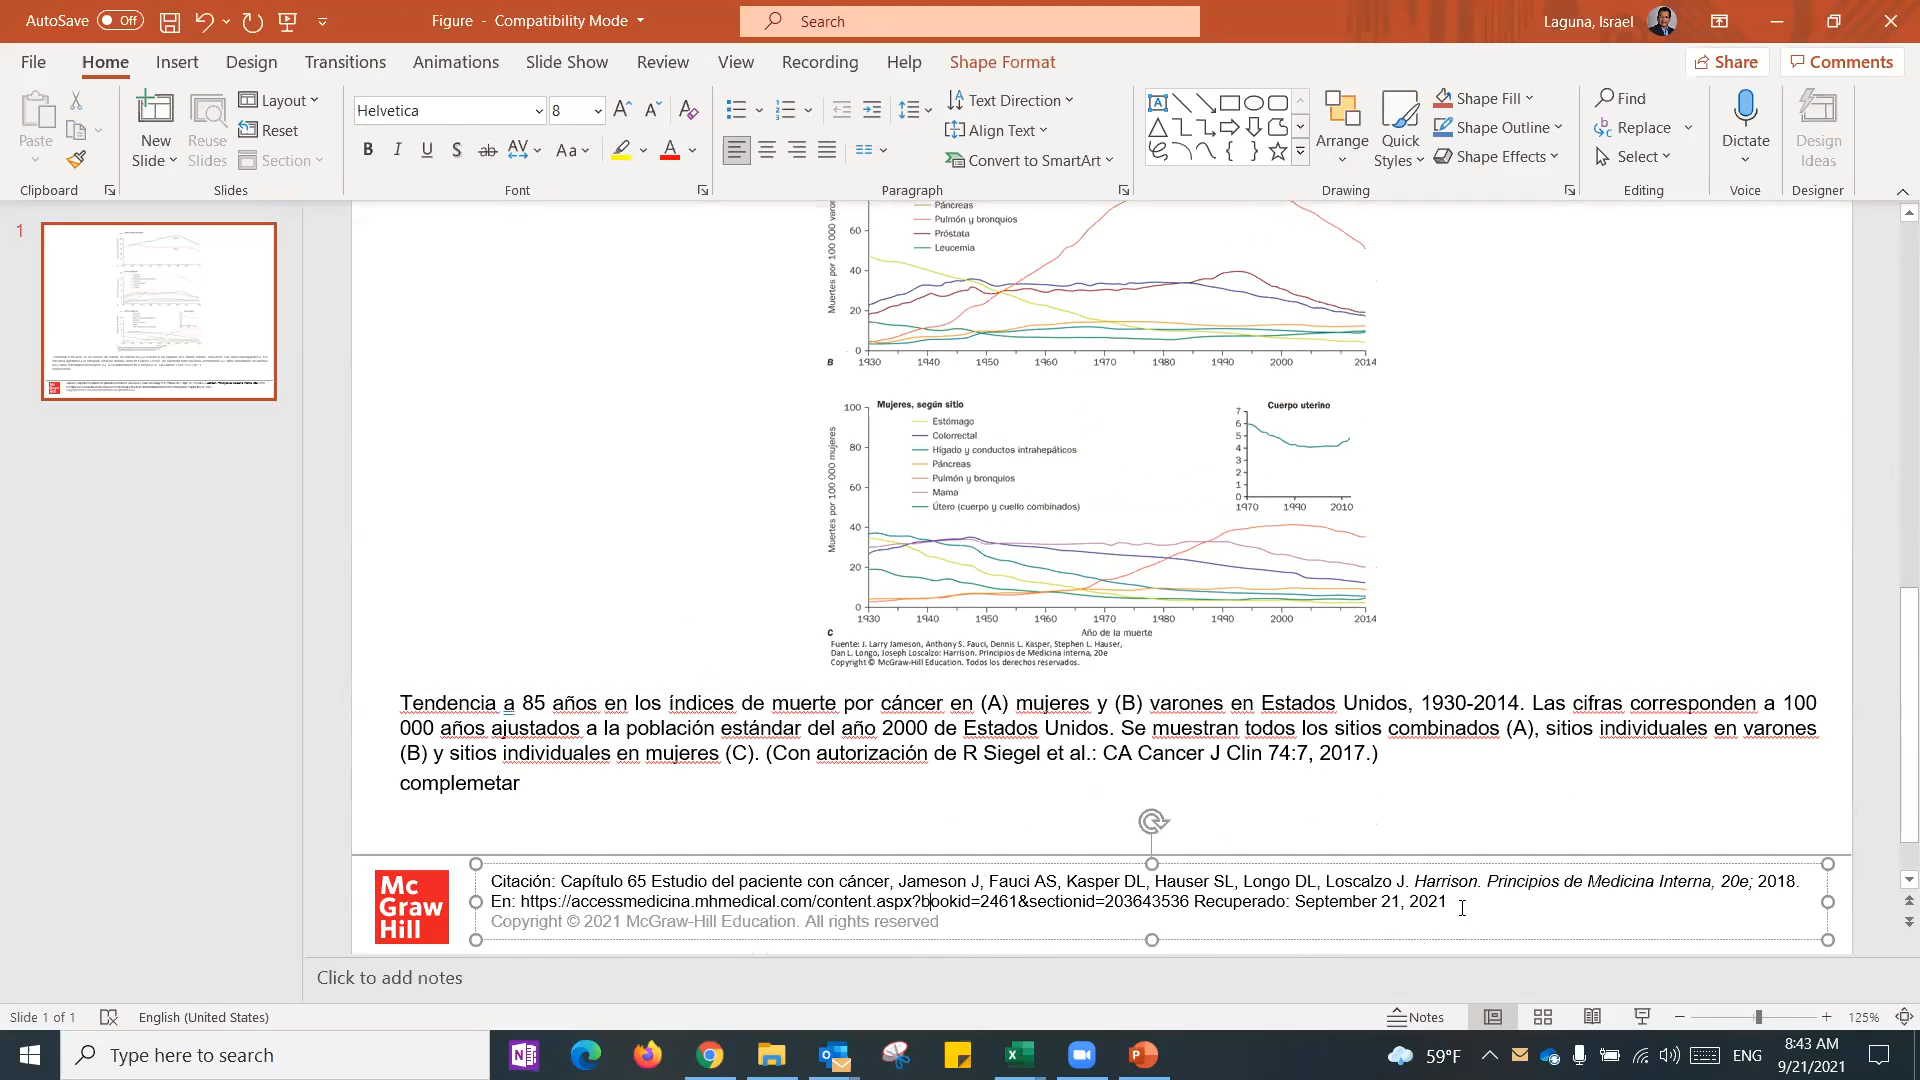 AutoSave Off Figure - Compatibility Mode Search Laguna, Israel
File Home Insert Design Transitions Animations Slide Show Review View Recording Help Shape Format Share Comments
Paste New Slide Reuse Slides Layout Reset Section
Helvetica 8
Text Direction
Align Text
Convert to SmartArt
Arrange Quick Styles
Shape Fill
Shape Outline
Shape Effects
Find
Replace
Select
Dictate
Design Ideas
Clipboard Slides Font Paragraph Drawing Editing Voice Designer
1
Muertes por 100 000 varo
Páncreas
Pulmón y bronquios
Próstata
Leucemia
60
40
20
0
B
1930 1940 1950 1960 1970 1980 1990 2000 2014
Mujeres, según sitio
Estómago
Colorrectal
Hígado y conductos intrahepáticos
Páncreas
Pulmón y bronquios
Mama
Útero (cuerpo y cuello combinados)
Muertes por 100 000 mujeres
100
80
60
40
20
0
Cuerpo uterino
7
6
5
4
3
2
1
0
1970 1990 2010
1930 1940 1950 1960 1970 1980 1990 2000 2014
C
Año de la muerte
Fuente: J. Larry Jameson, Anthony S. Fauci, Dennis L. Kasper, Stephen L. Hauser,
Dan L. Longo, Joseph Loscalzo: Harrison. Principios de Medicina Interna, 20e
Copyright © McGraw-Hill Education. Todos los derechos reservados.
Tendencia a 85 años en los índices de muerte por cáncer en (A) mujeres y (B) varones en Estados Unidos, 1930-2014. Las cifras corresponden a 100
000 años ajustados a la población estándar del año 2000 de Estados Unidos. Se muestran todos los sitios combinados (A), sitios individuales en varones
(B) y sitios individuales en mujeres (C). (Con autorización de R Siegel et al.: CA Cancer J Clin 74:7, 2017.)
complemetar
Mc
Graw
Hill
Citación: Capítulo 65 Estudio del paciente con cáncer, Jameson J, Fauci AS, Kasper DL, Hauser SL, Longo DL, Loscalzo J. Harrison. Principios de Medicina Interna, 20e; 2018.
En: https://accessmedicina.mhmedical.com/content.aspx?bookid=2461&sectionid=203643536 Recuperado: September 21, 2021
Copyright © 2021 McGraw-Hill Education. All rights reserved
Click to add notes
Slide 1 of 1 English (United States) Notes 125%
Type here to search 59°F ENG 8:43 AM
9/21/2021